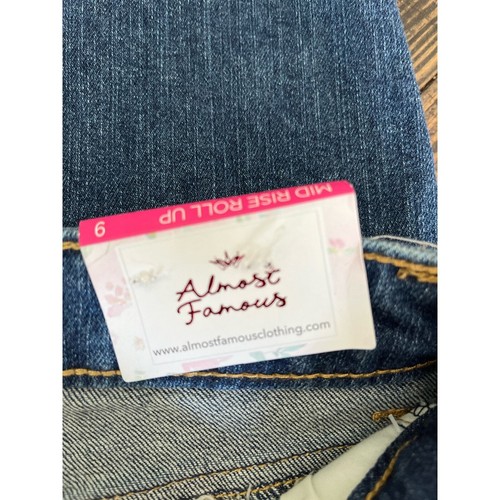 MID RISE ROLL UP 9
Almost
Famous
www.almostfamousclothing.com